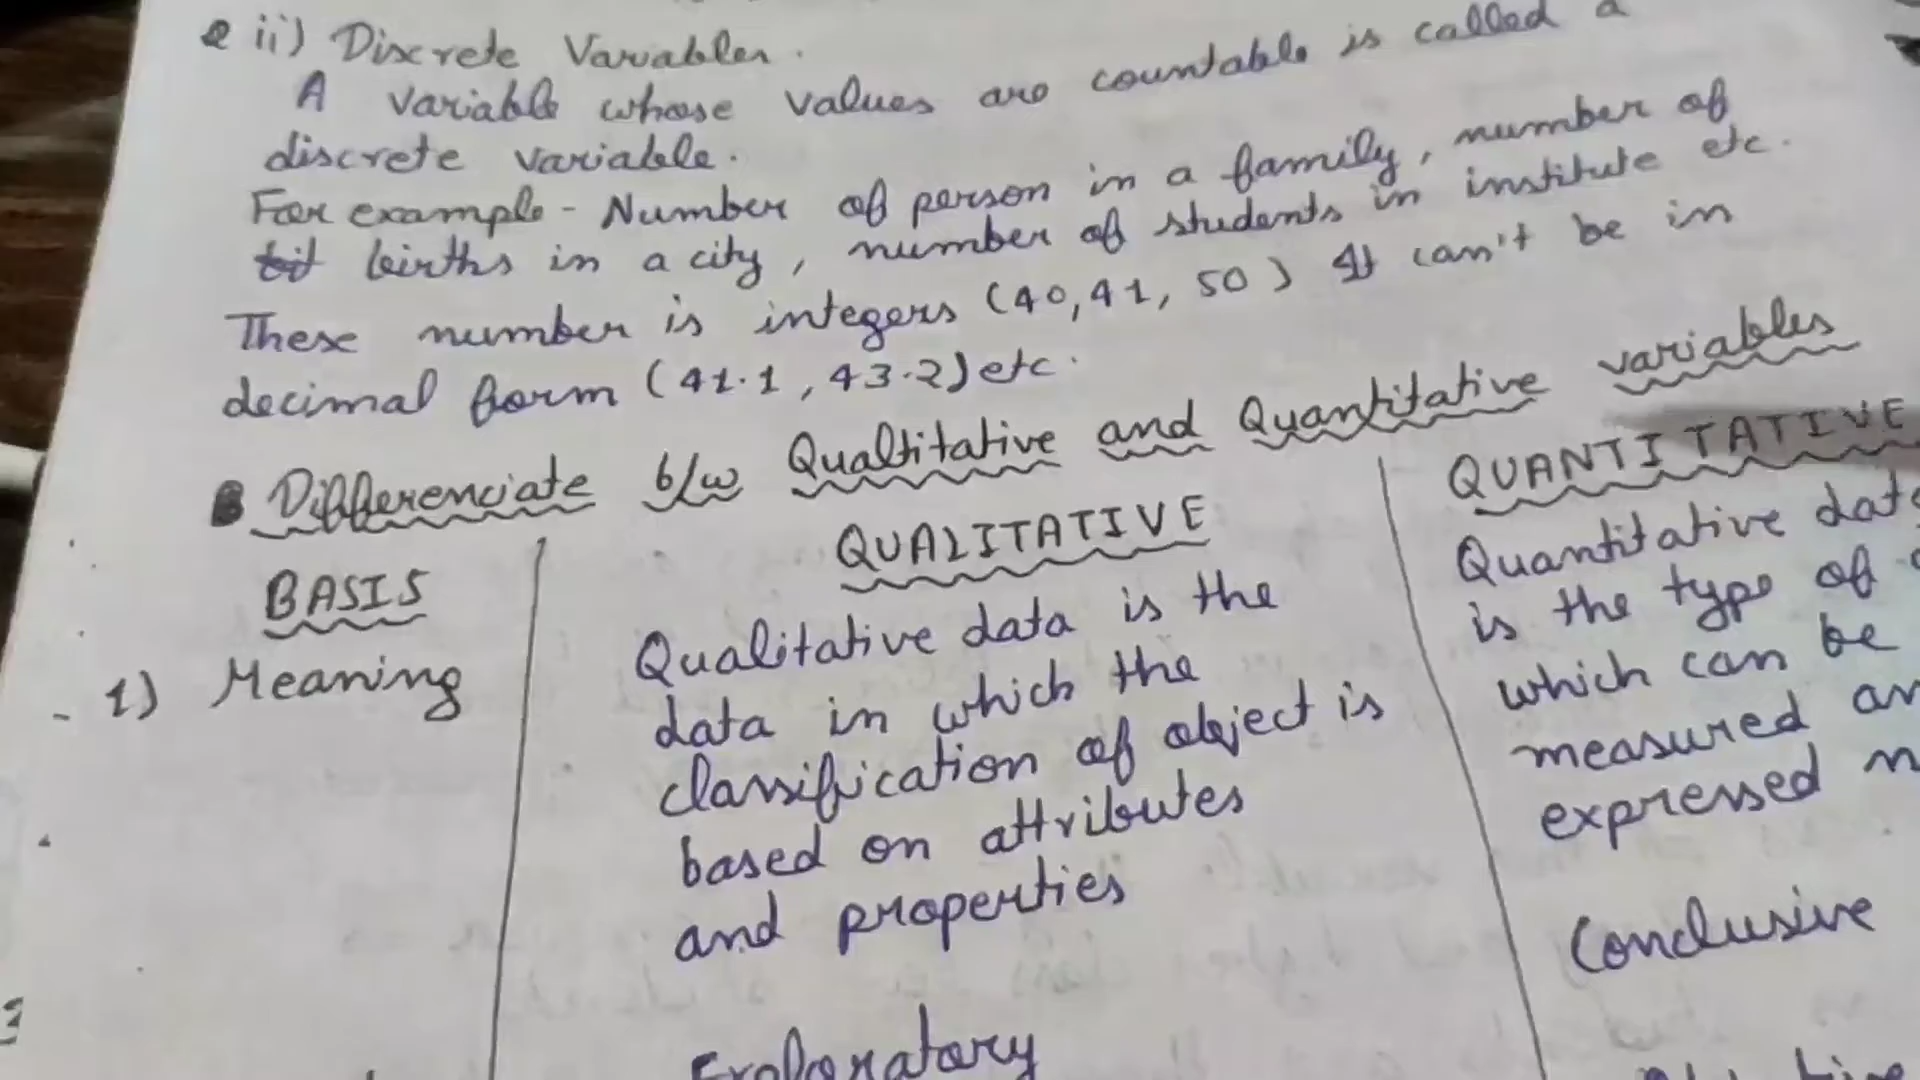 ii) Discrete Variables.
A variable whose values are countable is called a
discrete variable.
For example - Number of person in a family, number of
births in a city, number of students in institute etc.
These number is integers (40,41, 50) It can't be in
decimal form (41.1, 43.2) etc.
Differenciate b/w Qualtitative and Quantitative variables
BASIS
QUALITATIVE
QUANTITATIVE
1) Meaning
Qualitative data is the
data in which the
classification of object is
based on attributes
and properties
Quantitative data
is the type of
which can be
measured
expressed
Exploratory
Conclusive